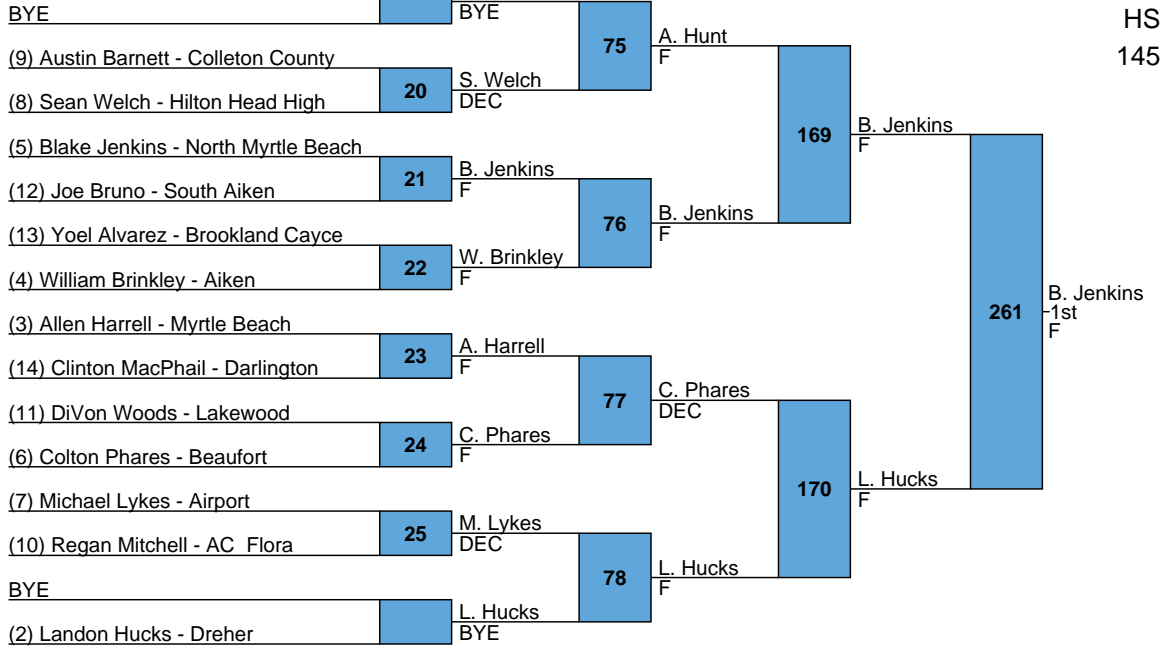 BYE
BYE
HS
145
75
A. Hunt
F
(9) Austin Barnett - Colleton County
20
S. Welch
DEC
(8) Sean Welch - Hilton Head High
169
B. Jenkins
F
(5) Blake Jenkins - North Myrtle Beach
21
B. Jenkins
F
(12) Joe Bruno - South Aiken
76
B. Jenkins
F
(13) Yoel Alvarez - Brookland Cayce
22
W. Brinkley
F
(4) William Brinkley - Aiken
261
B. Jenkins
1st
F
(3) Allen Harrell - Myrtle Beach
23
A. Harrell
F
(14) Clinton MacPhail - Darlington
77
C. Phares
DEC
(11) DiVon Woods - Lakewood
24
C. Phares
F
(6) Colton Phares - Beaufort
170
L. Hucks
F
(7) Michael Lykes - Airport
25
M. Lykes
DEC
(10) Regan Mitchell - AC  Flora
78
L. Hucks
F
BYE
L. Hucks
BYE
(2) Landon Hucks - Dreher